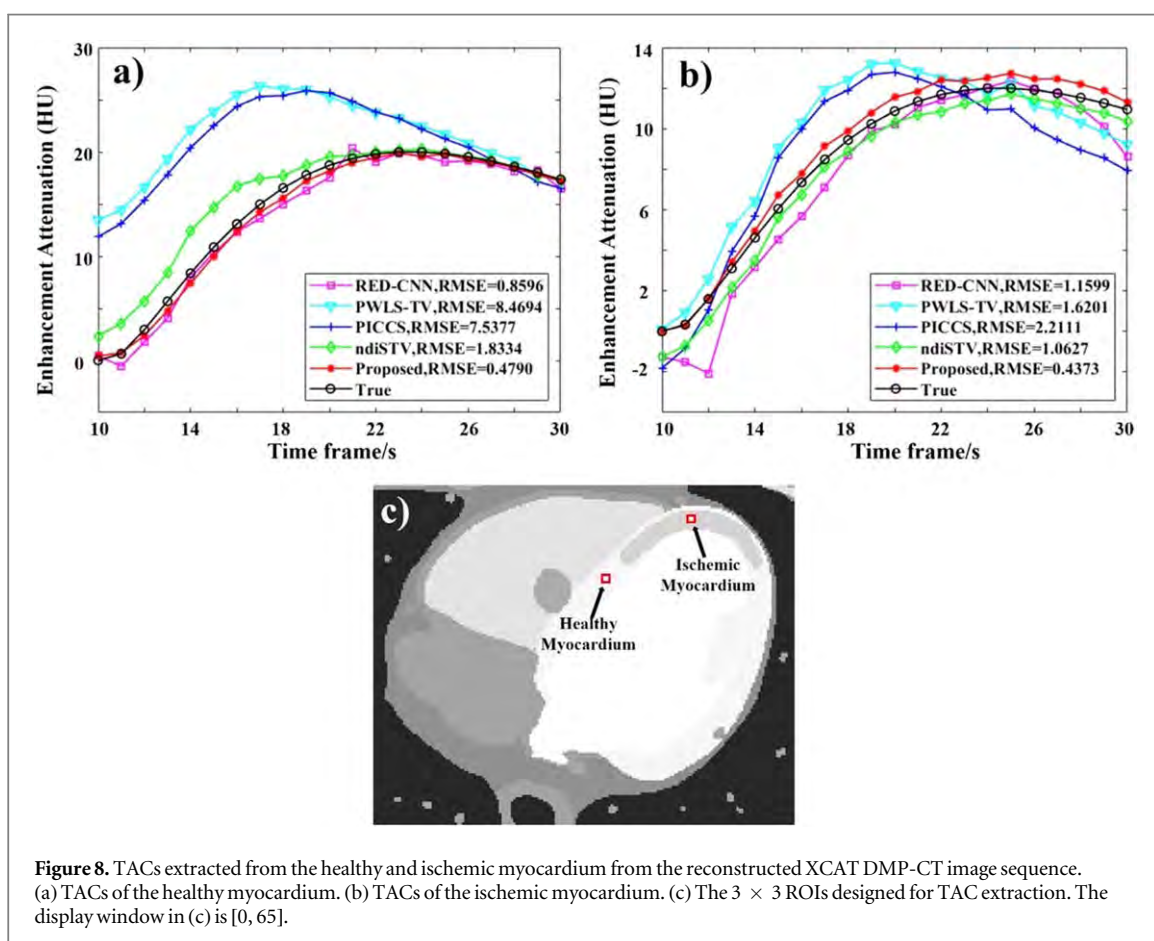 a)
30
20
10
0
Enhancement Attenuation (HU)
10 14 18 22 26 30
Time frame/s
RED-CNN,RMSE=0.8596
PWLS-TV,RMSE=8.4694
PICCS,RMSE=7.5377
ndiSTV,RMSE=1.8334
Proposed,RMSE=0.4790
True
b)
14
10
6
2
-2
Enhancement Attenuation (HU)
10 14 18 22 26 30
Time frame/s
RED-CNN,RMSE=1.1599
PWLS-TV,RMSE=1.6201
PICCS,RMSE=2.2111
ndiSTV,RMSE=1.0627
Proposed,RMSE=0.4373
True
c)
Ischemic
Myocardium
Healthy
Myocardium
Figure 8. TACs extracted from the healthy and ischemic myocardium from the reconstructed XCAT DMP-CT image sequence.
(a) TACs of the healthy myocardium. (b) TACs of the ischemic myocardium. (c) The 3 × 3 ROIs designed for TAC extraction. The
display window in (c) is [0, 65].